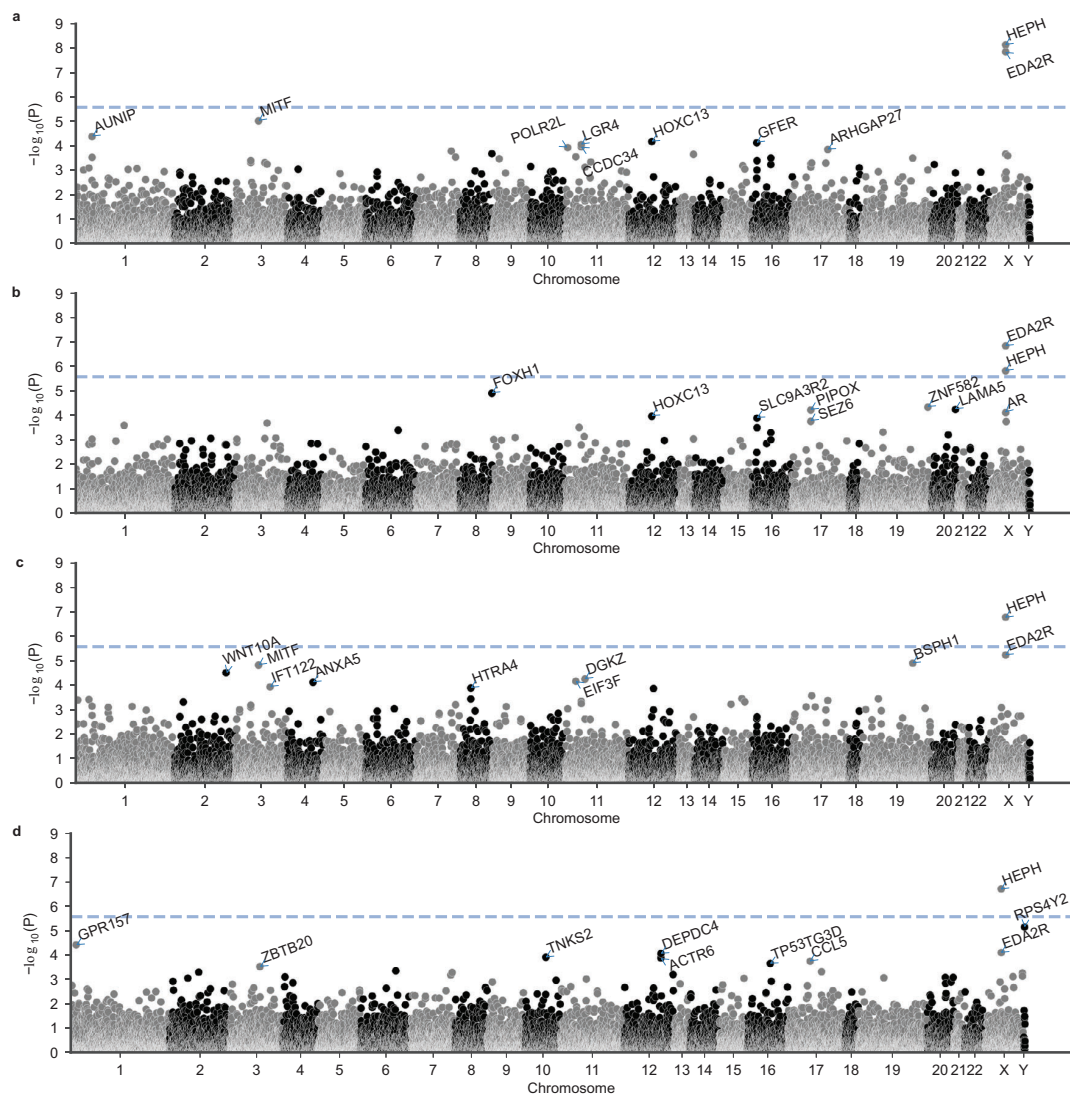 a
9
8
7
6
5
4
3
2
1
0
−log10(P)
HEPH
EDA2R
MITF
AUNIP
POLR2L
LGR4
CCDC34
HOXC13
GFER
ARHGAP27
1 2 3 4 5 6 7 8 9 10 11 12 13 14 15 16 17 18 19 20 21 22 X Y
Chromosome
b
9
8
7
6
5
4
3
2
1
0
−log10(P)
EDA2R
HEPH
FOXH1
HOXC13
SLC9A3R2
PIPOX
SEZ6
ZNF582
LAMA5
AR
1 2 3 4 5 6 7 8 9 10 11 12 13 14 15 16 17 18 19 20 21 22 X Y
Chromosome
c
9
8
7
6
5
4
3
2
1
0
−log10(P)
HEPH
EDA2R
WNT10A
MITF
IFT122
ANXA5
HTRA4
DGKZ
EIF3F
BSPH1
1 2 3 4 5 6 7 8 9 10 11 12 13 14 15 16 17 18 19 20 21 22 X Y
Chromosome
d
9
8
7
6
5
4
3
2
1
0
−log10(P)
HEPH
RPS4Y2
EDA2R
GPR157
ZBTB20
TNKS2
DEPDC4
ACTR6
TP53TG3D
CCL5
1 2 3 4 5 6 7 8 9 10 11 12 13 14 15 16 17 18 19 20 21 22 X Y
Chromosome